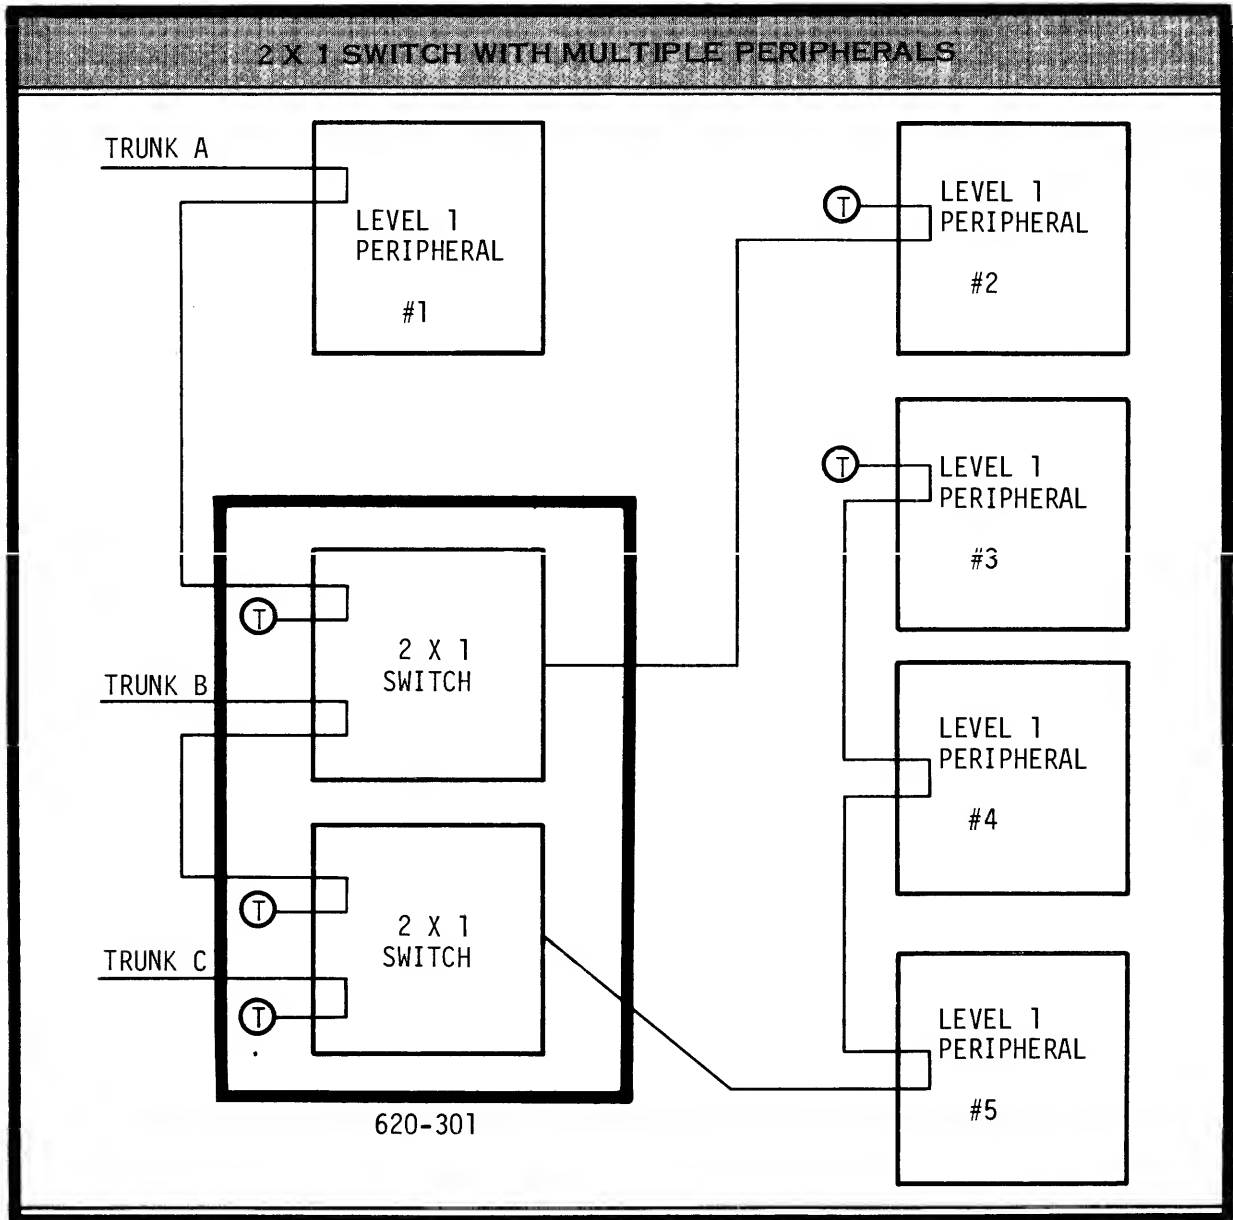 2 X 1 SWITCH WITH MULTIPLE PERIPHERALS
TRUNK A
LEVEL 1
PERIPHERAL
#1
T
LEVEL 1
PERIPHERAL
#2
T
LEVEL 1
PERIPHERAL
#3
T
2 X 1
SWITCH
TRUNK B
LEVEL 1
PERIPHERAL
#4
T
2 X 1
SWITCH
TRUNK C
T
LEVEL 1
PERIPHERAL
#5
620-301